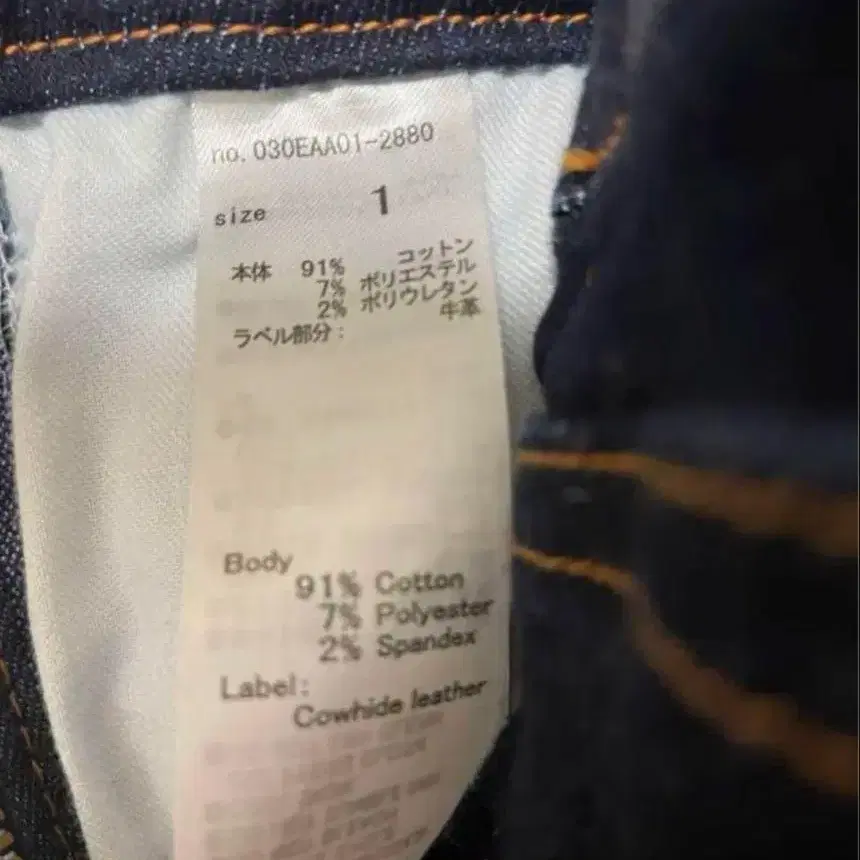 no. 030EAA01-2880
size 1
本体 91% コットン
7% ポリエステル
2% ポリウレタン
ラベル部分： 牛革
Body
91% Cotton
7% Polyester
2% Spandex
Label:
Cowhide leather